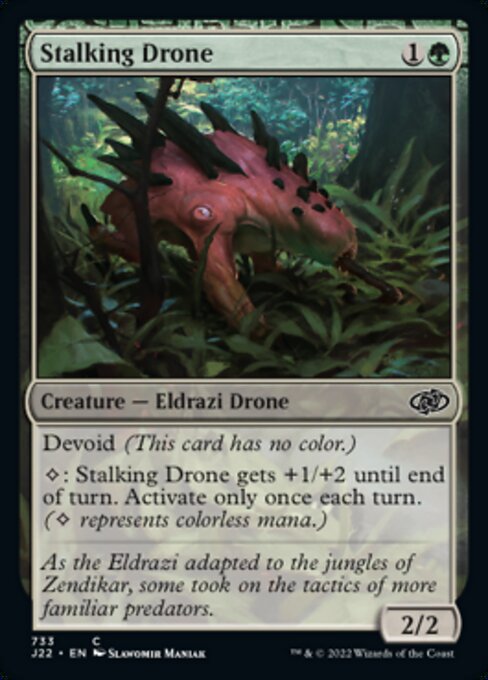 Stalking Drone 1
Creature — Eldrazi Drone
Devoid (This card has no color.)
◇: Stalking Drone gets +1/+2 until end
of turn. Activate only once each turn.
(◇ represents colorless mana.)
As the Eldrazi adapted to the jungles of
Zendikar, some took on the tactics of more
familiar predators.
2/2
733 C
J22 • EN Slawomir Maniak ™ & © 2022 Wizards of the Coast